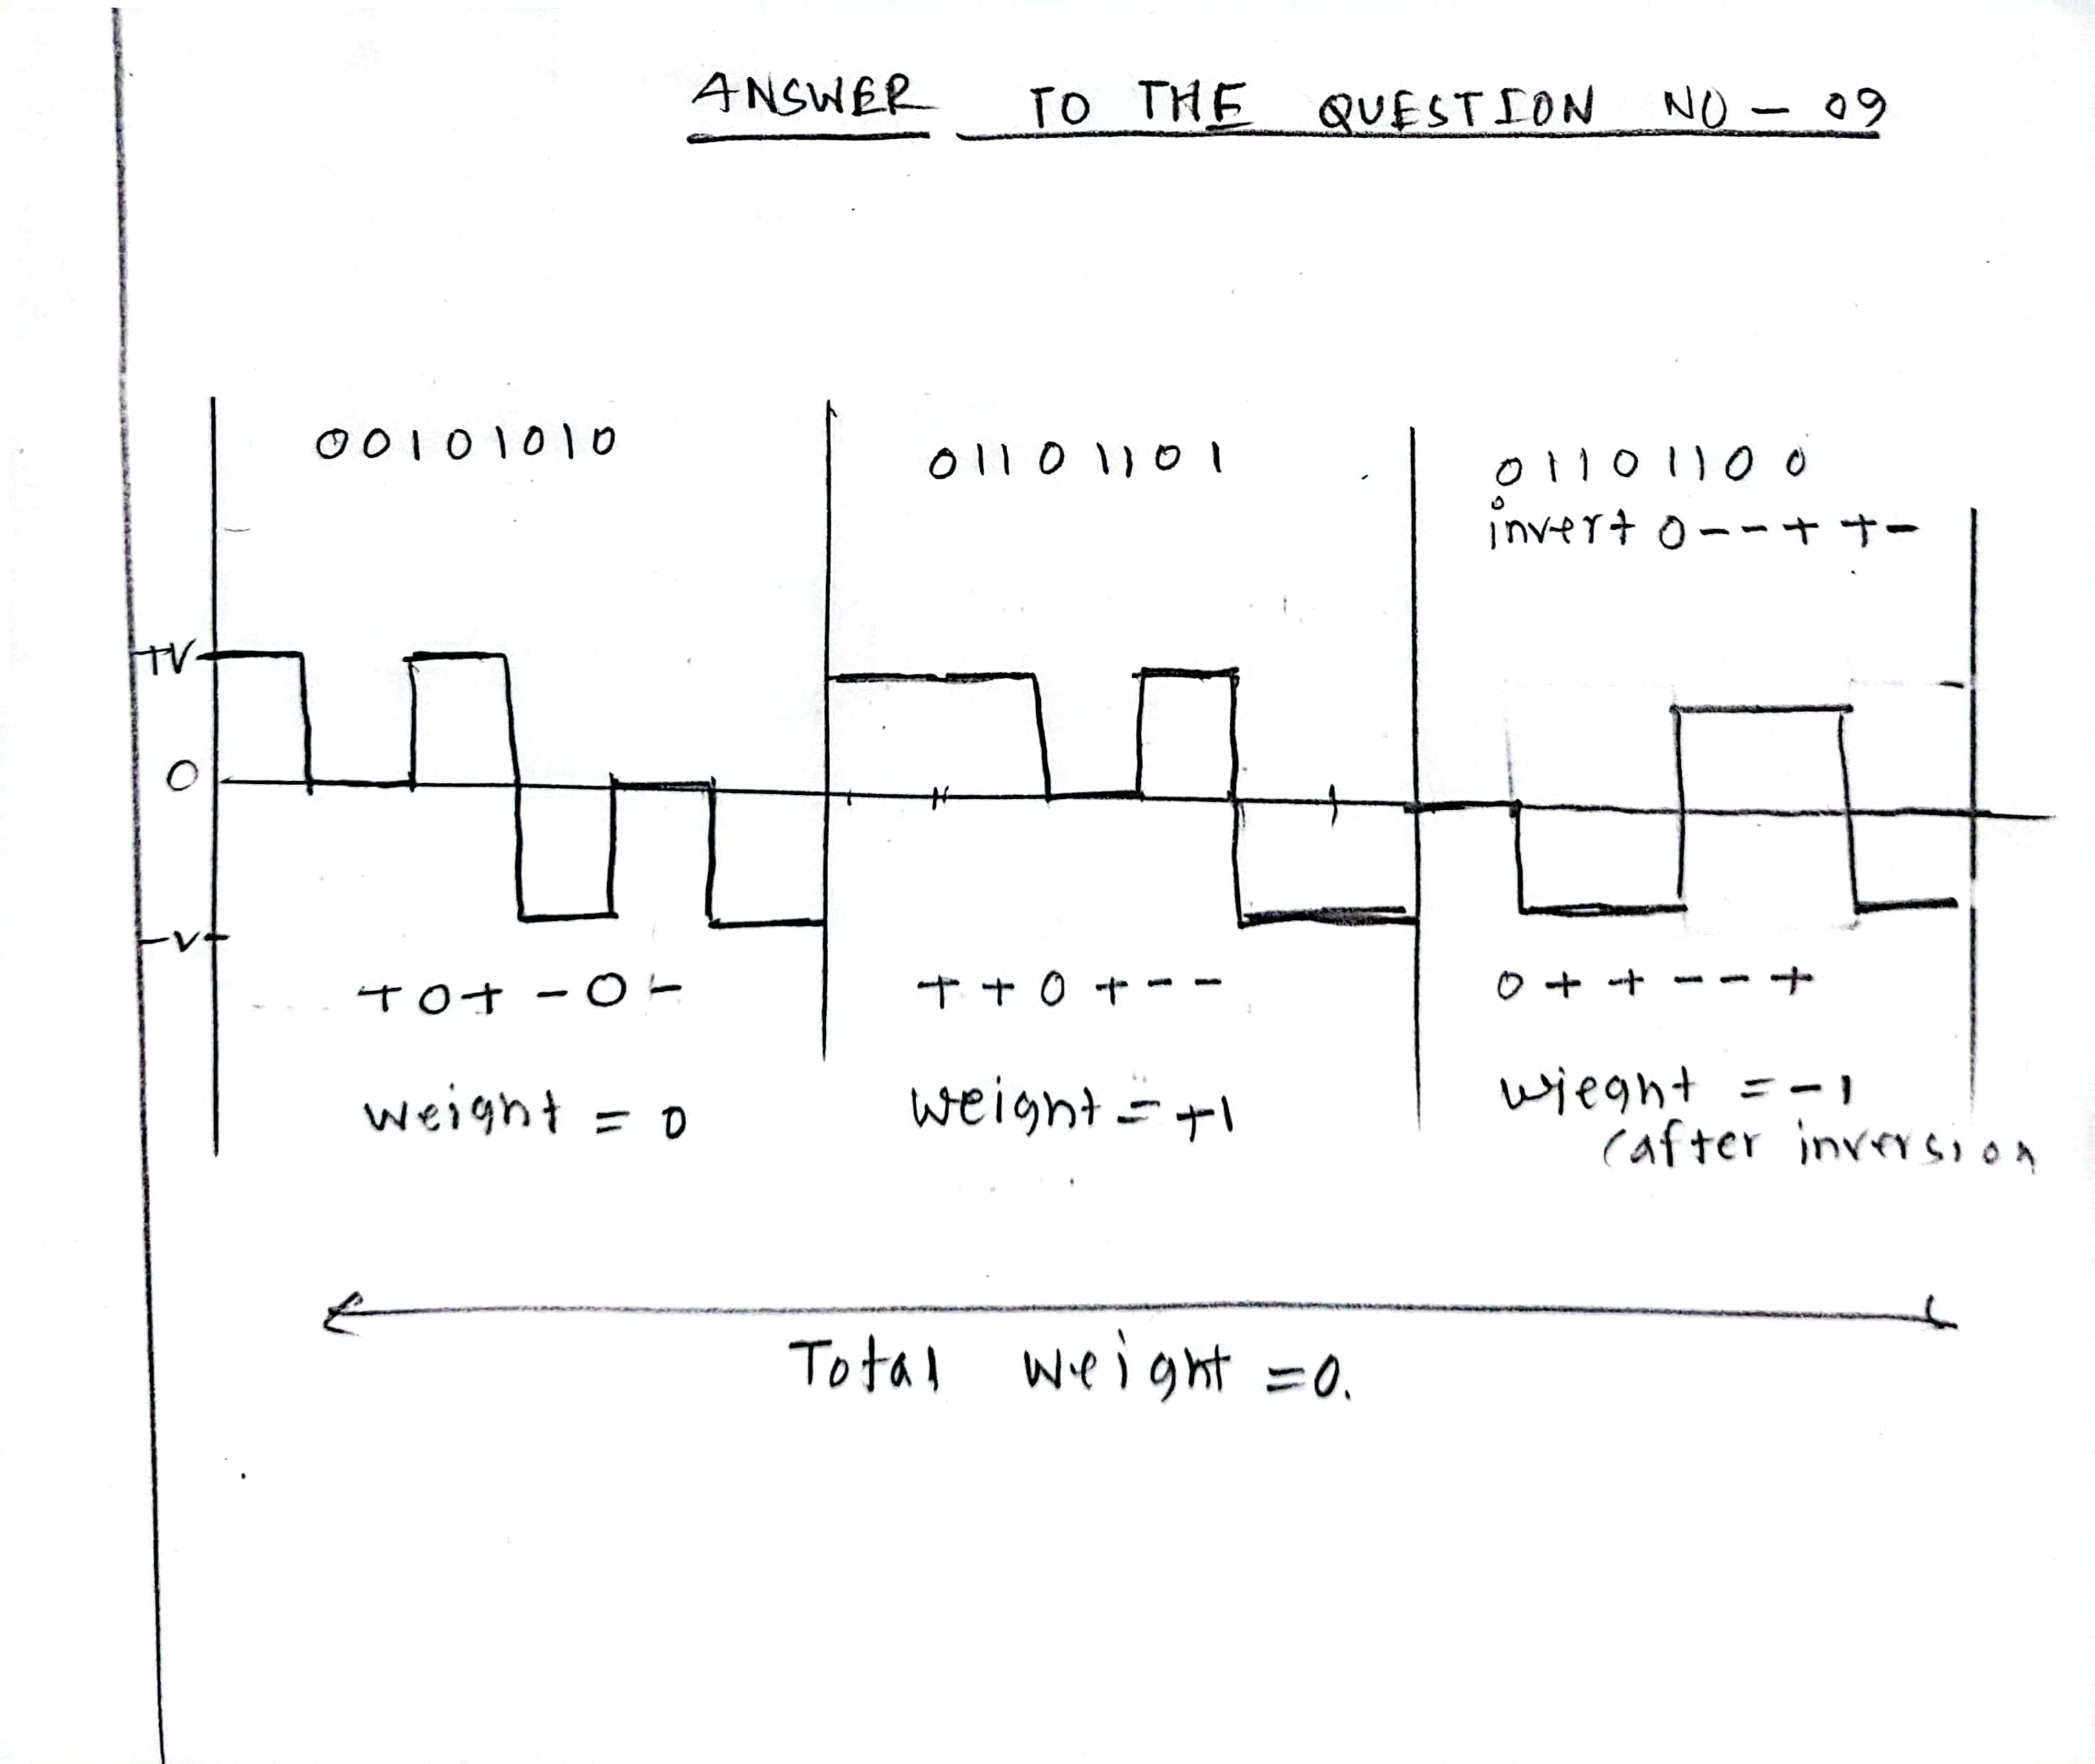 ANSWER TO THE QUESTION NO - 09
00101010
01101101
01101100
invert 0 - - + + -
+V
0
-V
+ 0 + - 0 -
+ + 0 + - -
0 + + - - +
weight = 0
weight = +1
wieght = -1
(after inversion
Total weight = 0.